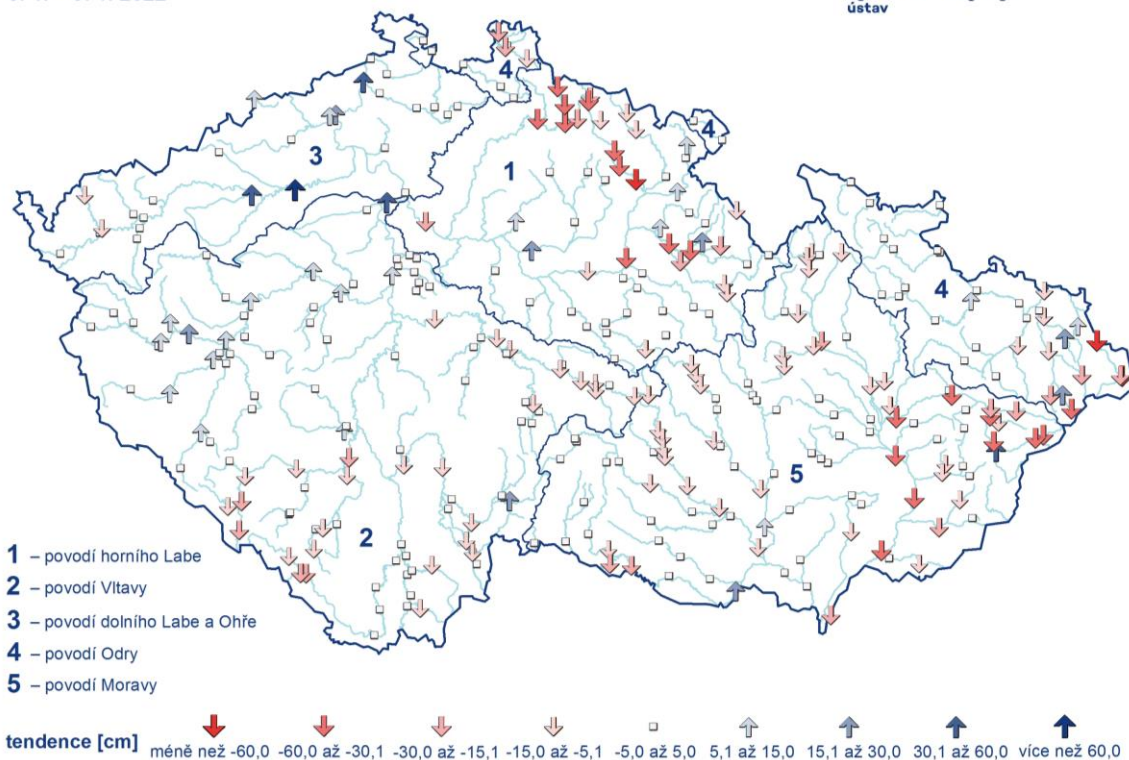 ústav
4
4
3
1
4
5
2
1 – povodí horního Labe
2 – povodí Vltavy
3 – povodí dolního Labe a Ohře
4 – povodí Odry
5 – povodí Moravy
tendence [cm] méně než -60,0 -60,0 až -30,1 -30,0 až -15,1 -15,0 až -5,1 -5,0 až 5,0 5,1 až 15,0 15,1 až 30,0 30,1 až 60,0 více než 60,0